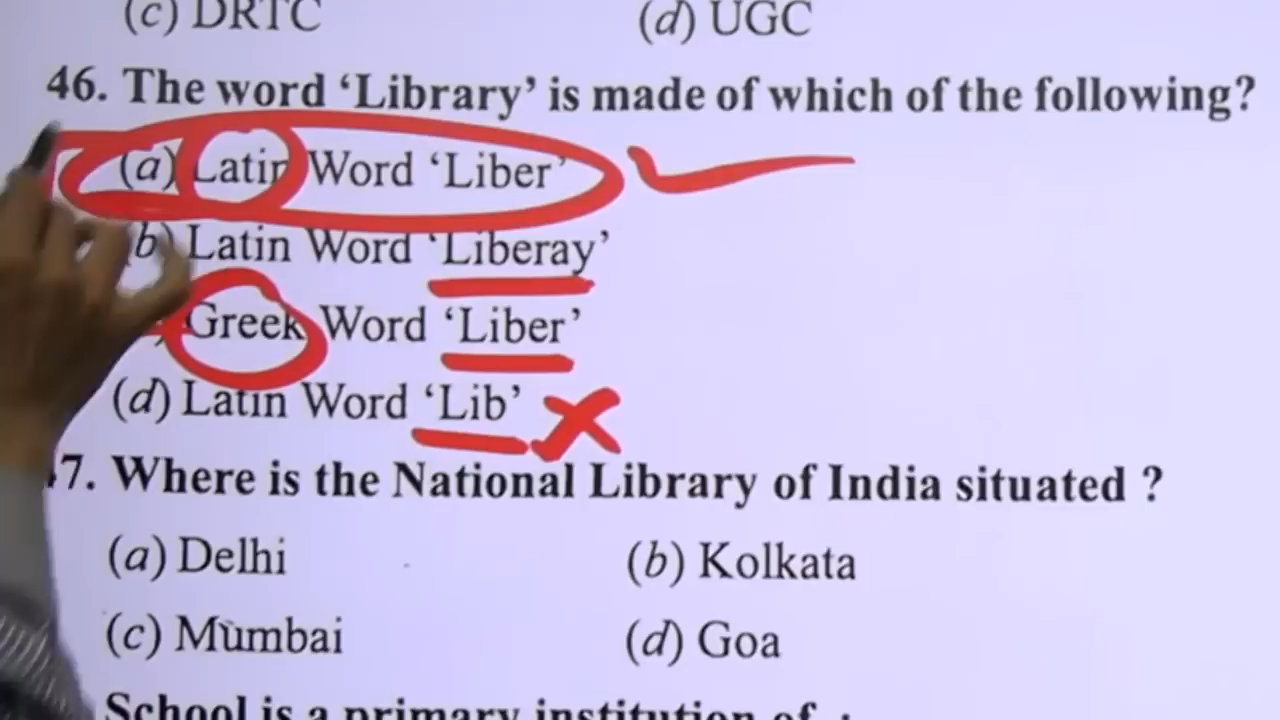 (c) DRTC (d) UGC
46. The word ‘Library’ is made of which of the following?
(a) Latin Word ‘Liber’
(b) Latin Word ‘Liberay’
Greek Word ‘Liber’
(d) Latin Word ‘Lib’
7. Where is the National Library of India situated ?
(a) Delhi (b) Kolkata
(c) Mumbai (d) Goa
School is a primary institution of